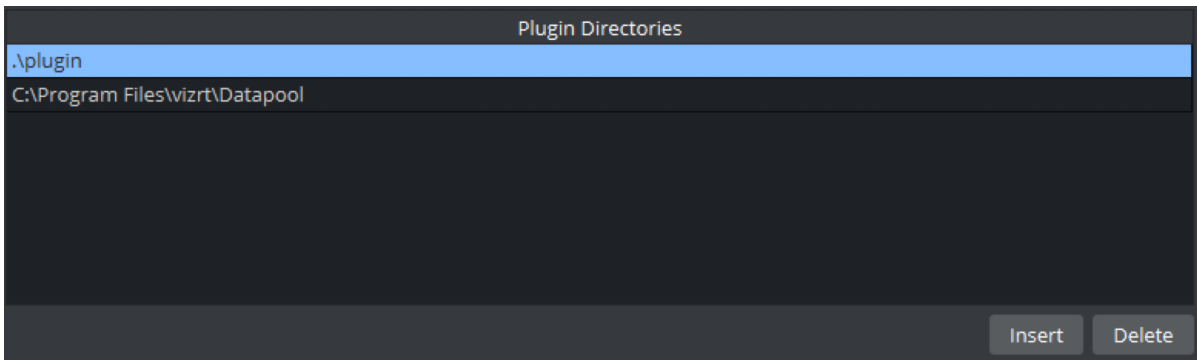 Plugin Directories
.\plugin
C:\Program Files\vizrt\Datapool
Insert Delete